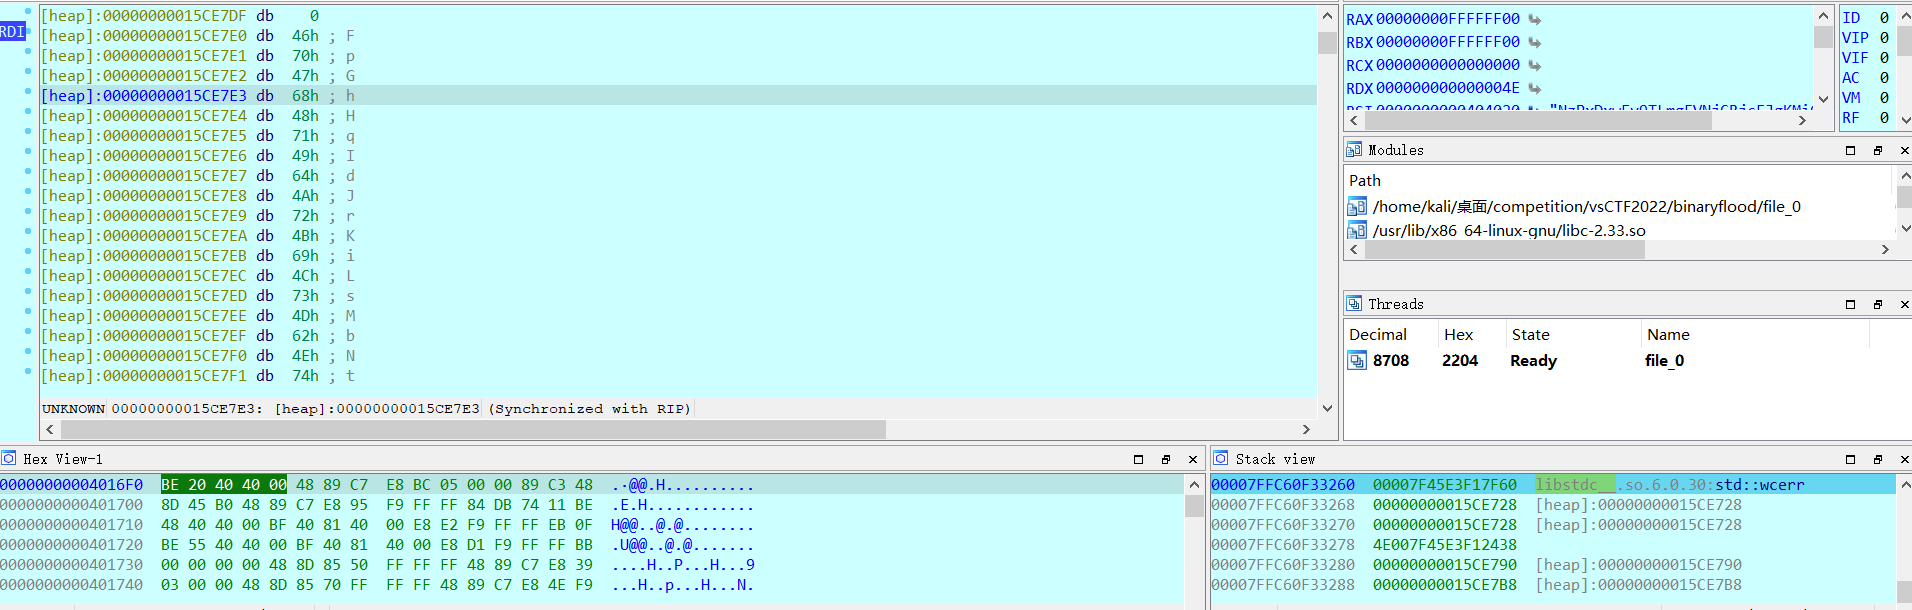 [heap]:00000000015CE7DF db 0
RDI
[heap]:00000000015CE7E0 db 46h ; F
[heap]:00000000015CE7E1 db 70h ; p
[heap]:00000000015CE7E2 db 47h ; G
[heap]:00000000015CE7E3 db 68h ; h
[heap]:00000000015CE7E4 db 48h ; H
[heap]:00000000015CE7E5 db 71h ; q
[heap]:00000000015CE7E6 db 49h ; I
[heap]:00000000015CE7E7 db 64h ; d
[heap]:00000000015CE7E8 db 4Ah ; J
[heap]:00000000015CE7E9 db 72h ; r
[heap]:00000000015CE7EA db 4Bh ; K
[heap]:00000000015CE7EB db 69h ; i
[heap]:00000000015CE7EC db 4Ch ; L
[heap]:00000000015CE7ED db 73h ; s
[heap]:00000000015CE7EE db 4Dh ; M
[heap]:00000000015CE7EF db 62h ; b
[heap]:00000000015CE7F0 db 4Eh ; N
[heap]:00000000015CE7F1 db 74h ; t
UNKNOWN 00000000015CE7E3: [heap]:00000000015CE7E3 (Synchronized with RIP)
RAX 00000000FFFFFF00
RBX 00000000FFFFFF00
RCX 0000000000000000
RDX 000000000000004E
ID 0
VIP 0
VIF 0
AC 0
VM 0
RF 0
Modules
Path
/home/kali/桌面/competition/vsCTF2022/binaryflood/file_0
/usr/lib/x86_64-linux-gnu/libc-2.33.so
Threads
Decimal Hex State Name
8708 2204 Ready file_0
Hex View-1
00000000004016F0 BE 20 40 40 00 48 89 C7 E8 BC 05 00 00 89 C3 48 .·@@.H..........
0000000000401700 8D 45 B0 48 89 C7 E8 95 F9 FF FF 84 DB 74 11 BE .E.H............
0000000000401710 48 40 40 00 BF 40 81 40 00 E8 E2 F9 FF FF EB 0F H@@..@.@........
0000000000401720 BE 55 40 40 00 BF 40 81 40 00 E8 D1 F9 FF FF BB .U@@..@.@.......
0000000000401730 00 00 00 00 48 8D 85 50 FF FF FF 48 89 C7 E8 39 ....H..P...H...9
0000000000401740 03 00 00 48 8D 85 70 FF FF FF 48 89 C7 E8 4E F9 ...H..p...H...N.
Stack view
00007FFC60F33260 00007F45E3F17F60 libstdc__.so.6.0.30:std::wcerr
00007FFC60F33268 00000000015CE728 [heap]:00000000015CE728
00007FFC60F33270 00000000015CE728 [heap]:00000000015CE728
00007FFC60F33278 4E007F45E3F12438
00007FFC60F33280 00000000015CE790 [heap]:00000000015CE790
00007FFC60F33288 00000000015CE7B8 [heap]:00000000015CE7B8